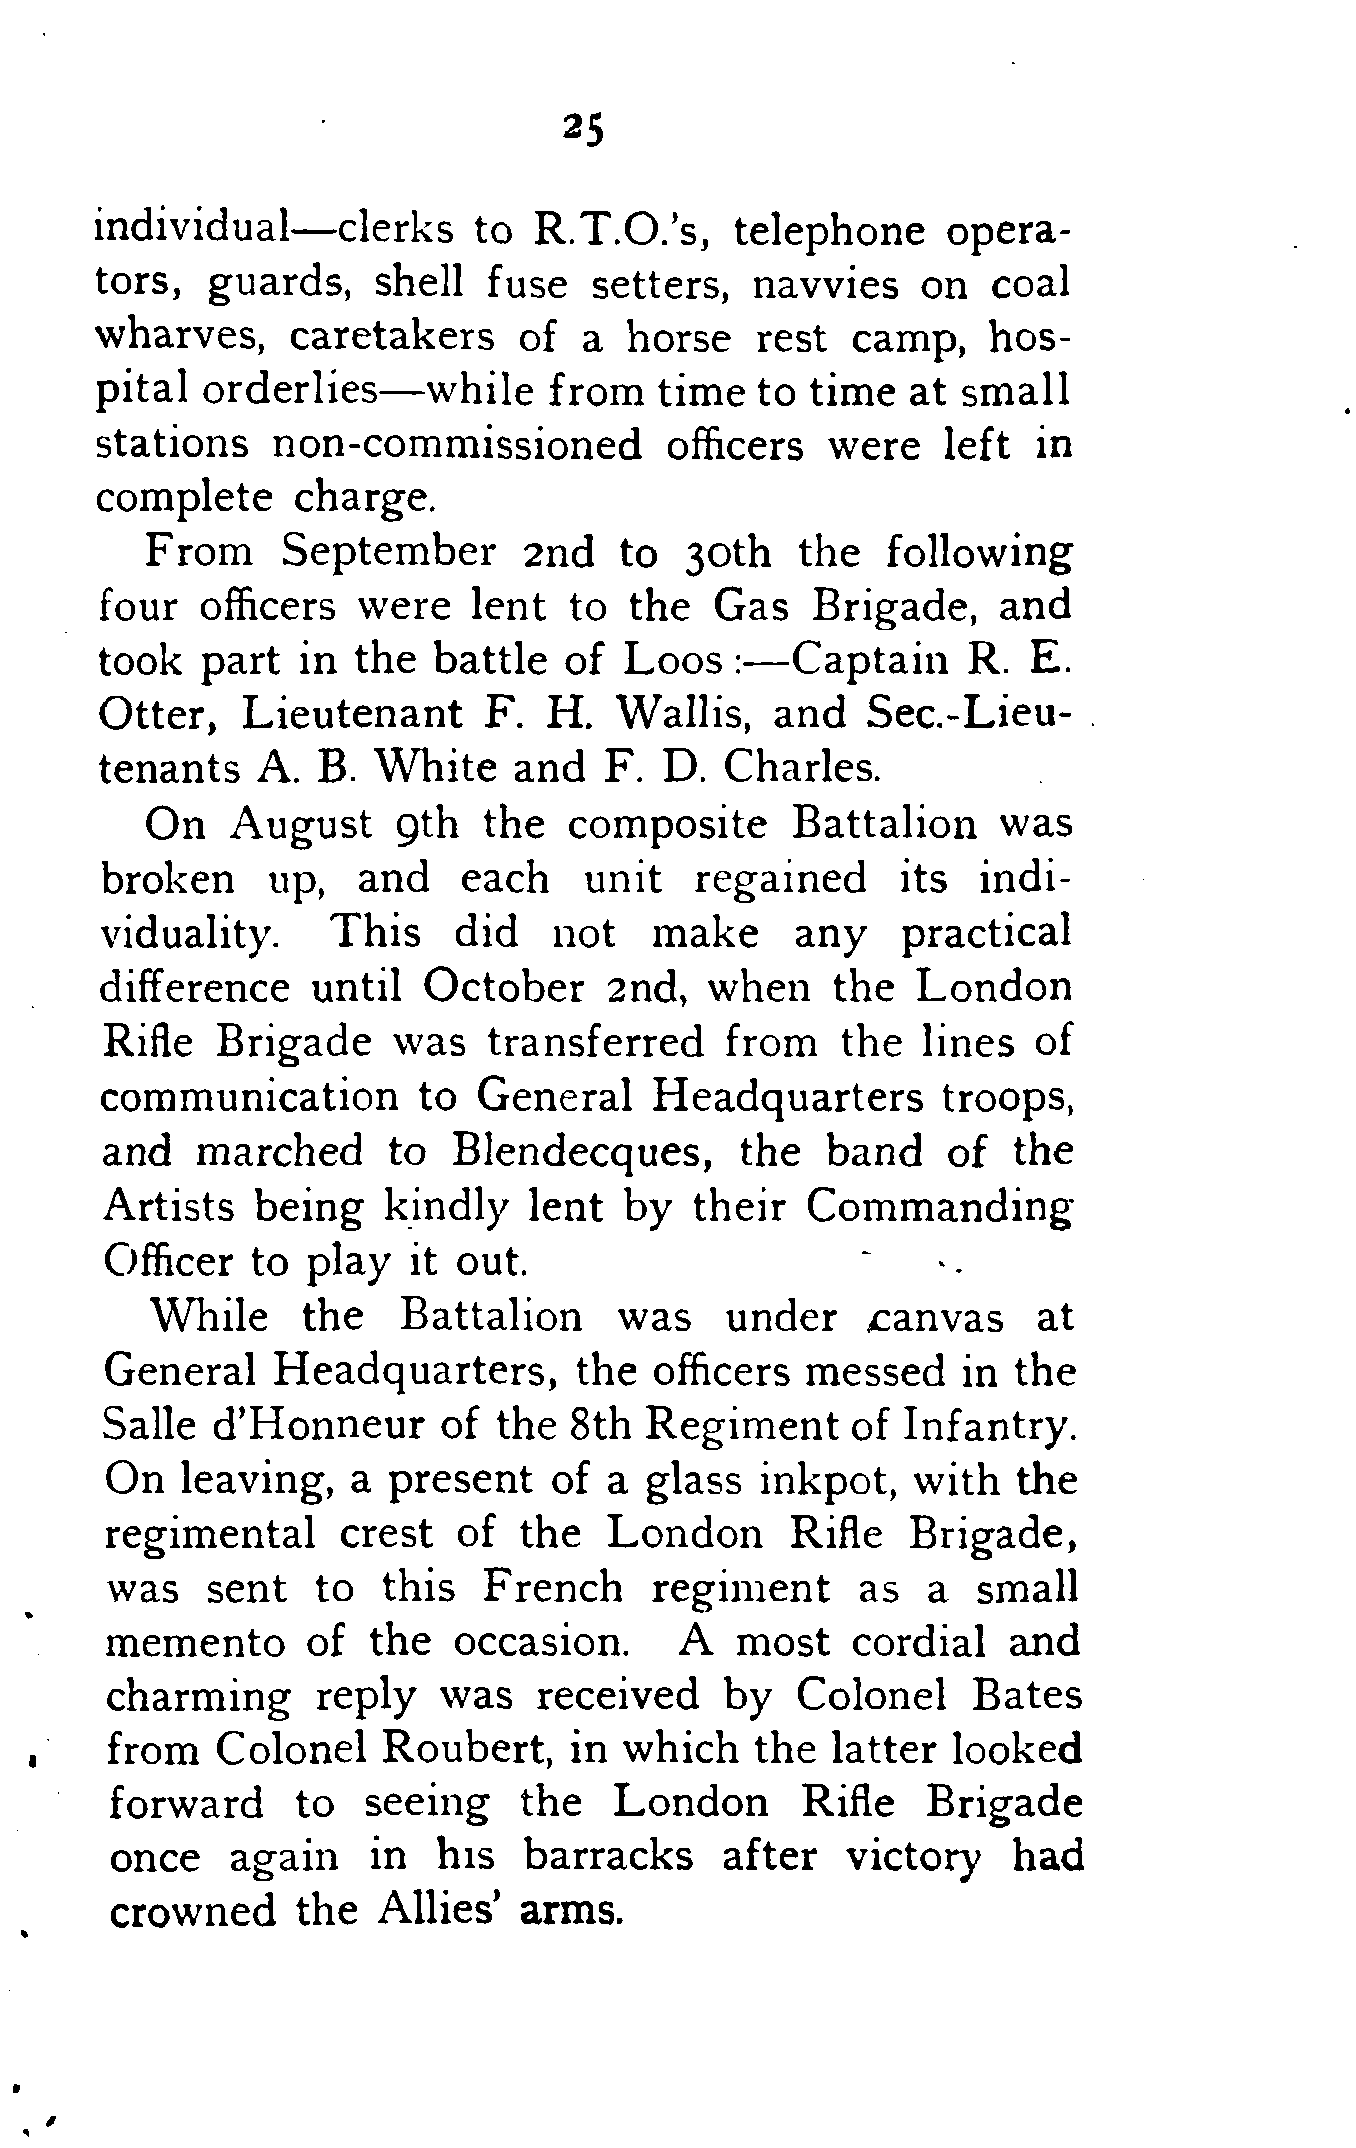 25
individual—clerks to R.T.O.'s, telephone opera-
tors, guards, shell fuse setters, navvies on coal
wharves, caretakers of a horse rest camp, hos-
pital orderlies—while from time to time at small
stations non-commissioned officers were left in
complete charge.
From September 2nd to 30th the following
four officers were lent to the Gas Brigade, and
took part in the battle of Loos :—Captain R. E.
Otter, Lieutenant F. H. Wallis, and Sec.-Lieu-
tenants A. B. White and F. D. Charles.
On August 9th the composite Battalion was
broken up, and each unit regained its indi-
viduality. This did not make any practical
difference until October 2nd, when the London
Rifle Brigade was transferred from the lines of
communication to General Headquarters troops,
and marched to Blendecques, the band of the
Artists being kindly lent by their Commanding
Officer to play it out.
While the Battalion was under canvas at
General Headquarters, the officers messed in the
Salle d'Honneur of the 8th Regiment of Infantry.
On leaving, a present of a glass inkpot, with the
regimental crest of the London Rifle Brigade,
was sent to this French regiment as a small
memento of the occasion. A most cordial and
charming reply was received by Colonel Bates
from Colonel Roubert, in which the latter looked
forward to seeing the London Rifle Brigade
once again in his barracks after victory had
crowned the Allies' arms.